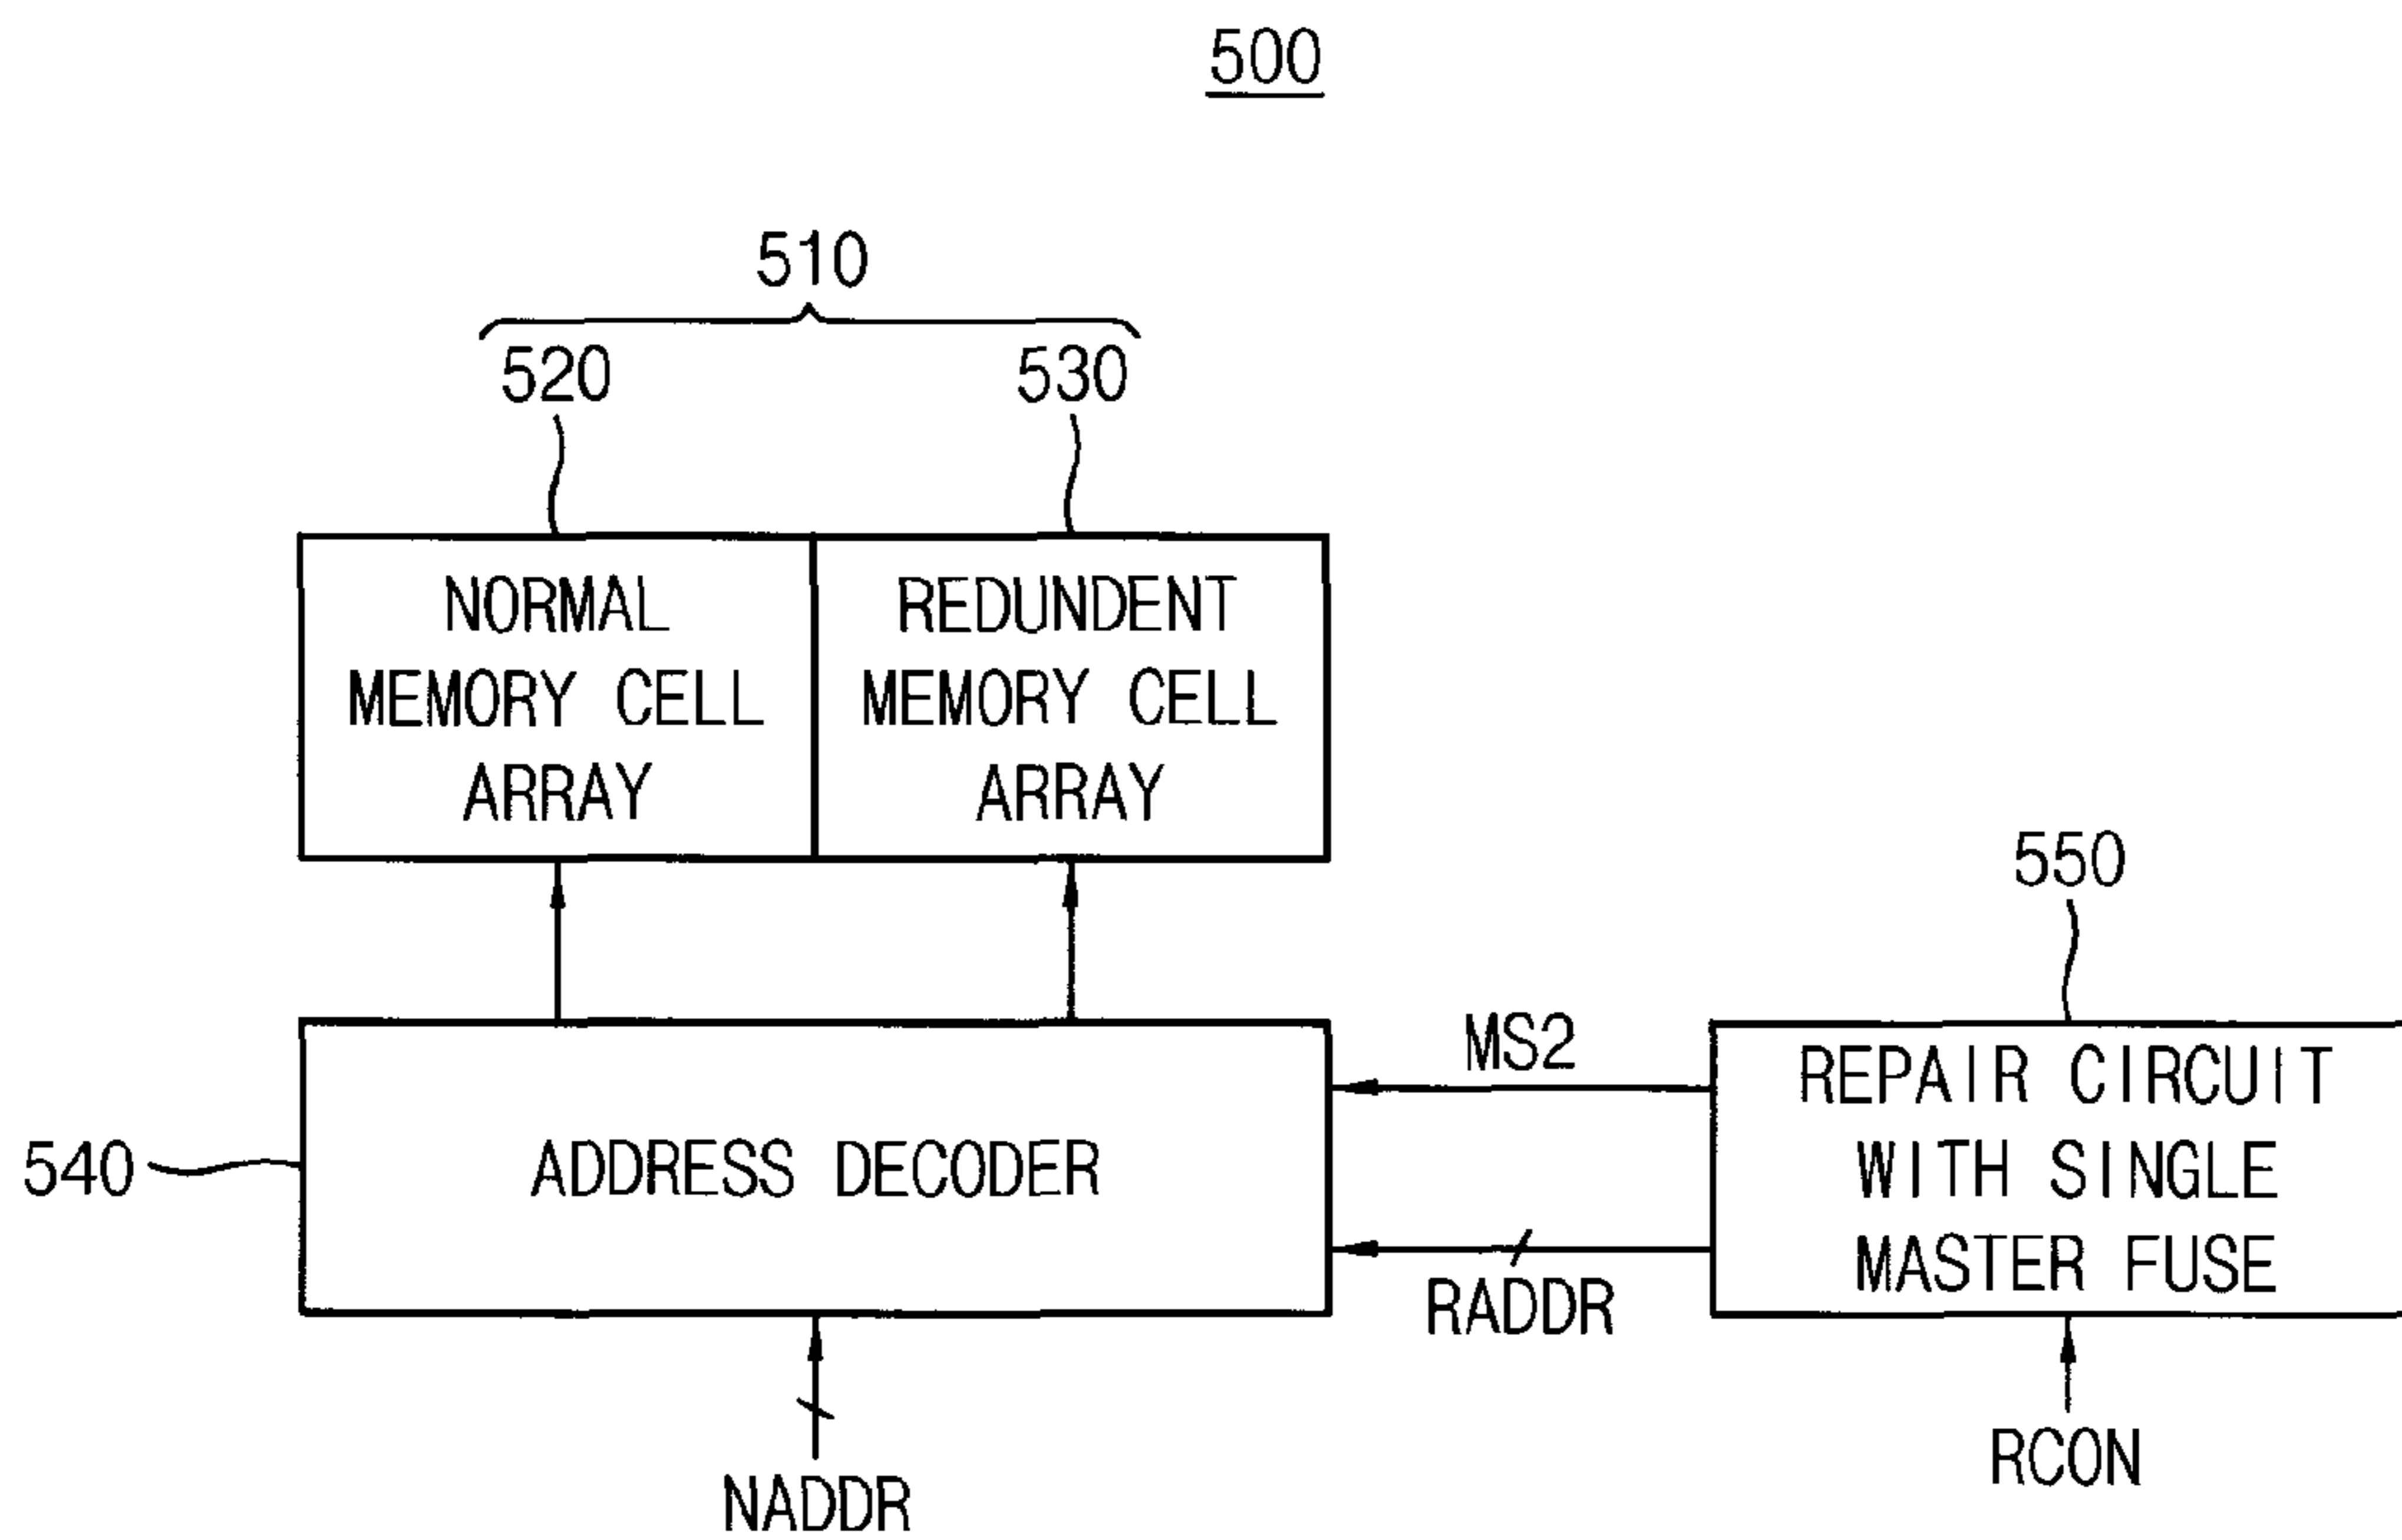 500
510
520
530
NORMAL
MEMORY CELL
ARRAY
REDUNDENT
MEMORY CELL
ARRAY
550
540
ADDRESS DECODER
MS2
RADDR
REPAIR CIRCUIT
WITH SINGLE
MASTER FUSE
NADDR
RCON